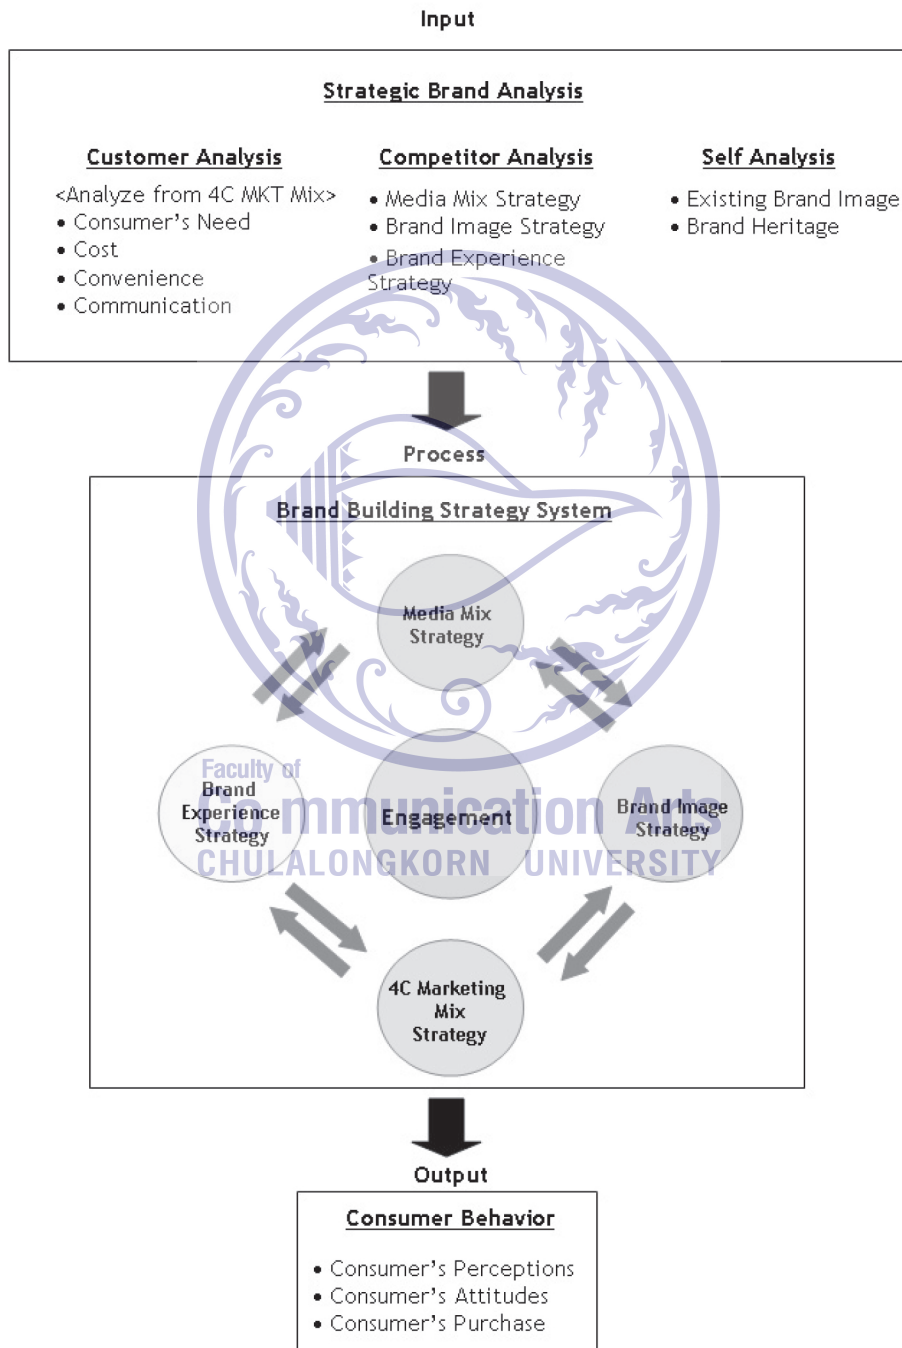 Input
Strategic Brand Analysis
Customer Analysis
<Analyze from 4C MKT Mix>
• Consumer's Need
• Cost
• Convenience
• Communication
Competitor Analysis
• Media Mix Strategy
• Brand Image Strategy
• Brand Experience
Strategy
Self Analysis
• Existing Brand Image
• Brand Heritage
Process
Brand Building Strategy System
Media Mix
Strategy
Brand
Experience
Strategy
Engagement
Brand Image
Strategy
4C Marketing
Mix
Strategy
Faculty of
Communication Arts
CHULALONGKORN UNIVERSITY
Output
Consumer Behavior
• Consumer's Perceptions
• Consumer's Attitudes
• Consumer's Purchase